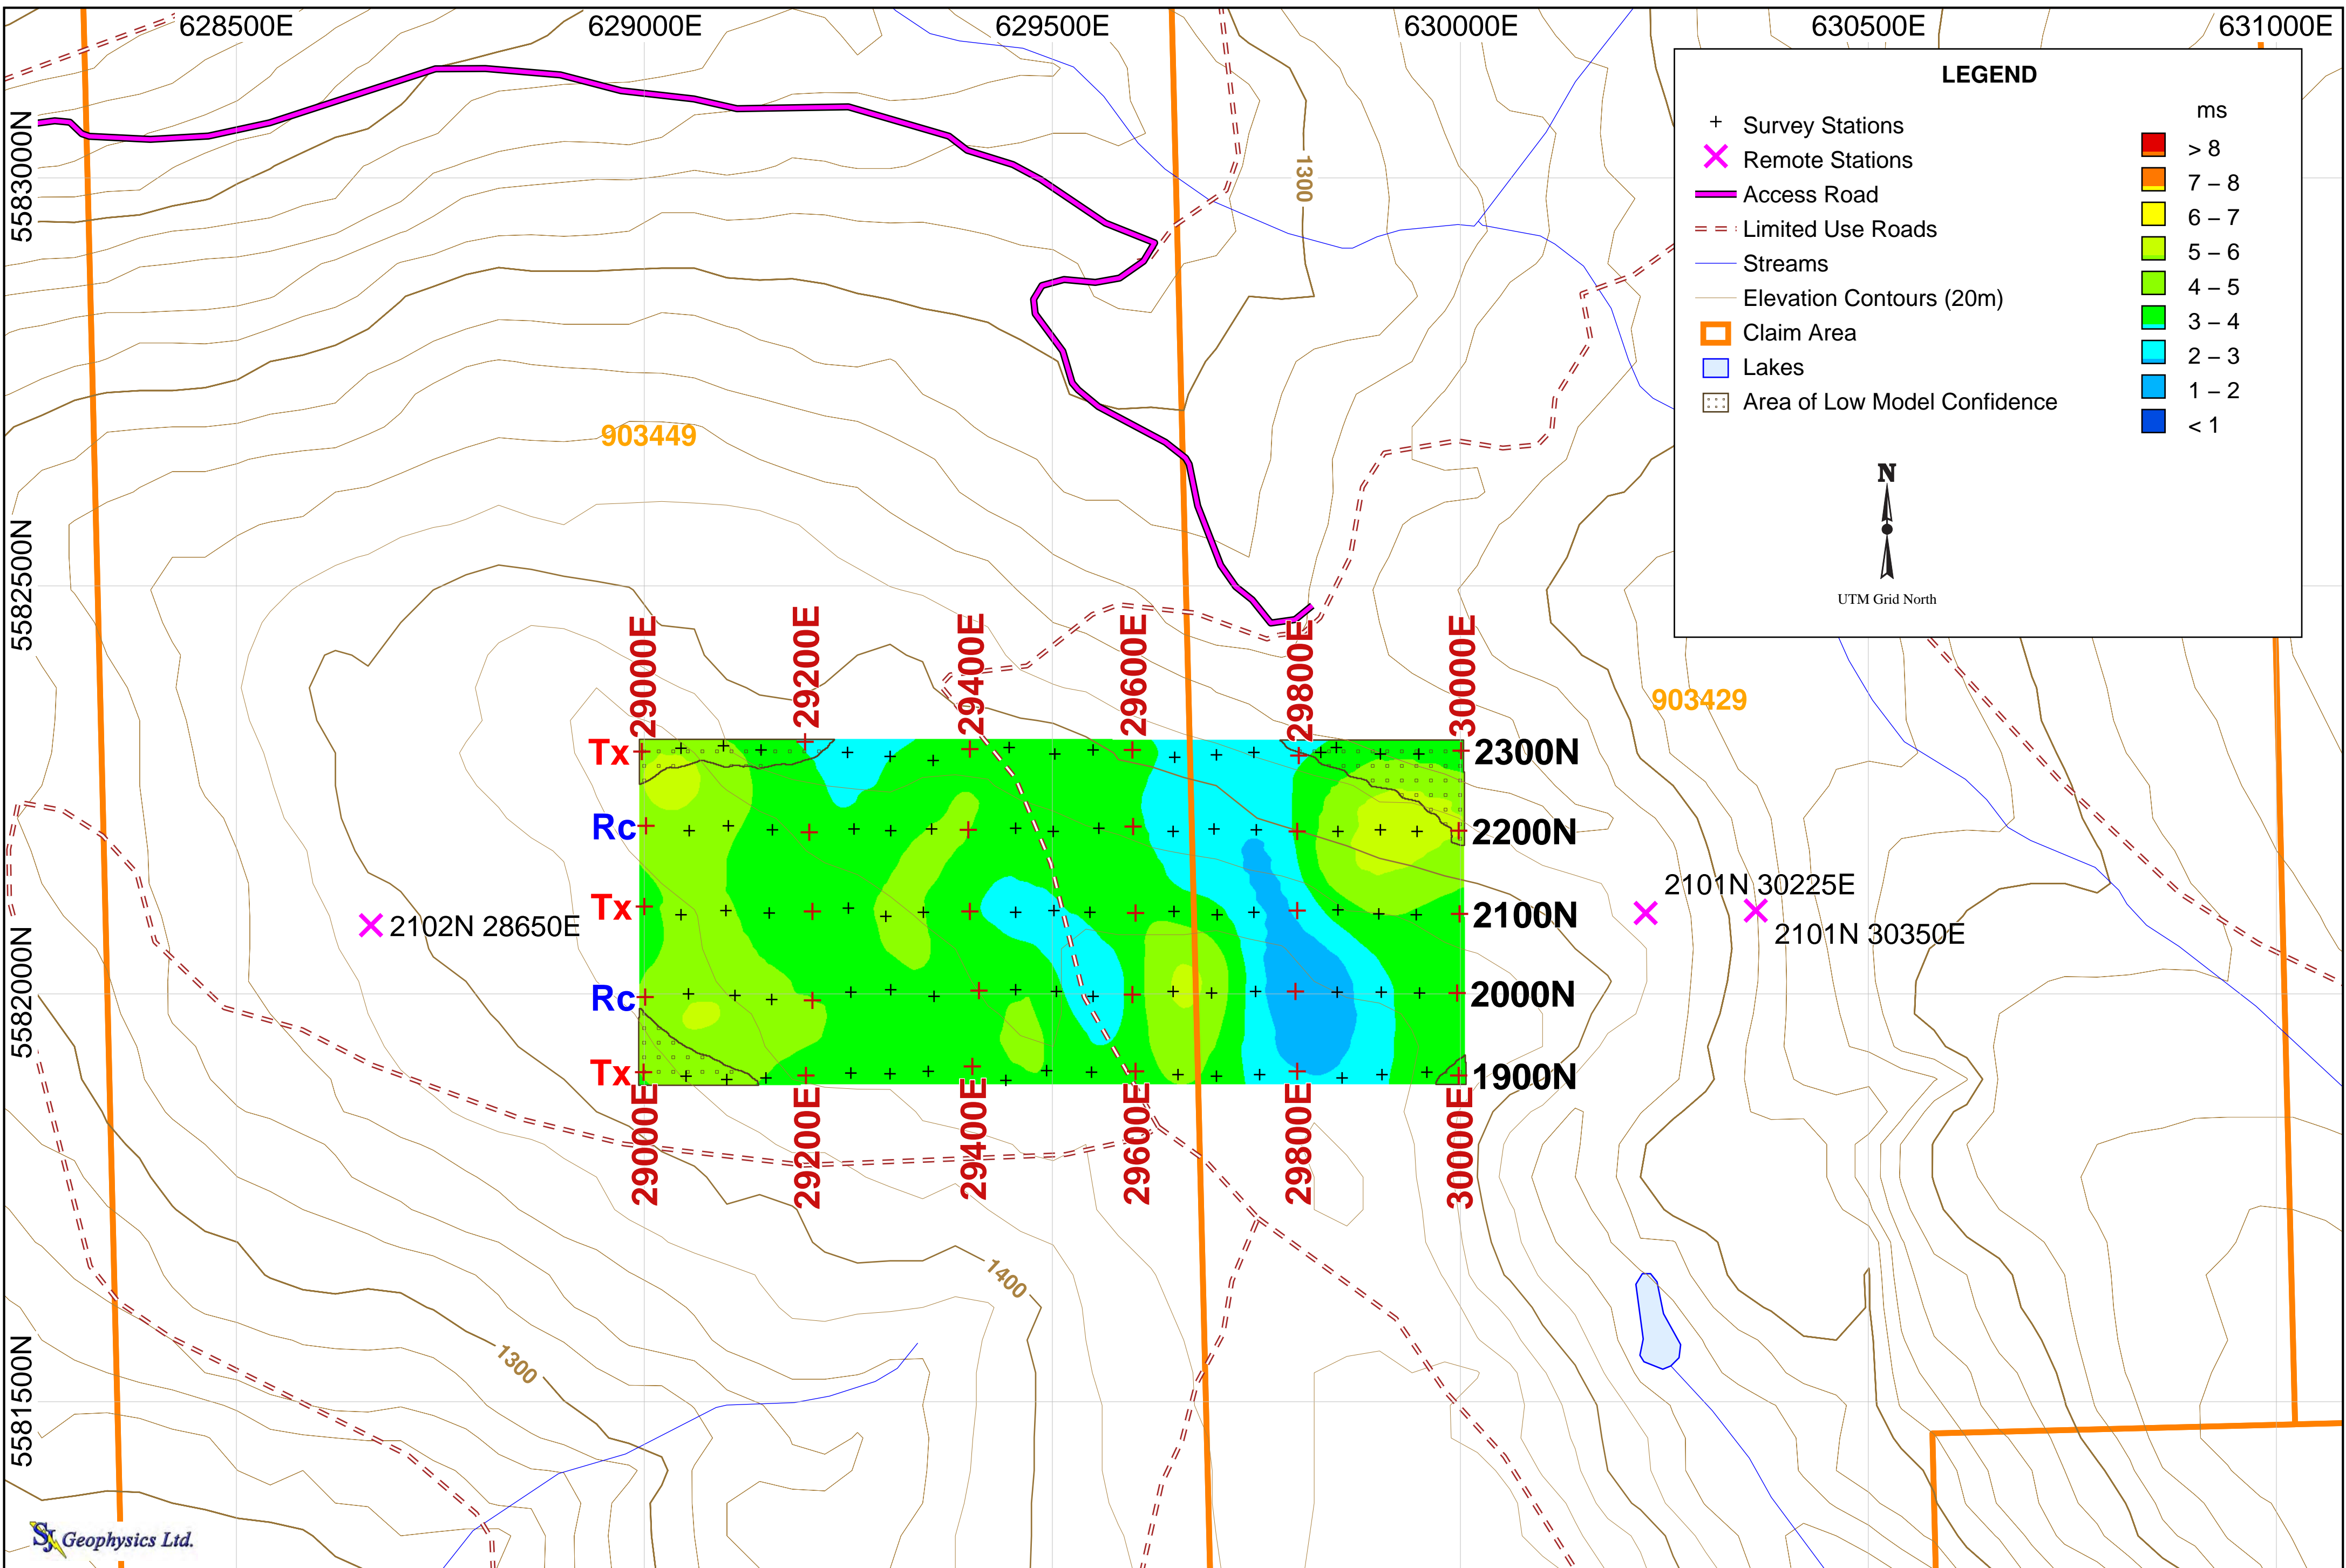 628500E 629000E 629500E 630000E 630500E 631000E
5583000N
5582500N
5582000N
5581500N
LEGEND
ms
Survey Stations
Remote Stations
Access Road
Limited Use Roads
Streams
Elevation Contours (20m)
Claim Area
Lakes
Area of Low Model Confidence
> 8
7 – 8
6 – 7
5 – 6
4 – 5
3 – 4
2 – 3
1 – 2
< 1
N
UTM Grid North
1300
903449
903429
29000E 29200E 29400E 29600E 29800E 30000E
Tx 2300N
Rc 2200N
Tx 2100N
Rc 2000N
Tx 1900N
2101N 30225E
2102N 28650E
2101N 30350E
29000E 29200E 29400E 29600E 29800E 30000E
1400
1300
SJ Geophysics Ltd.